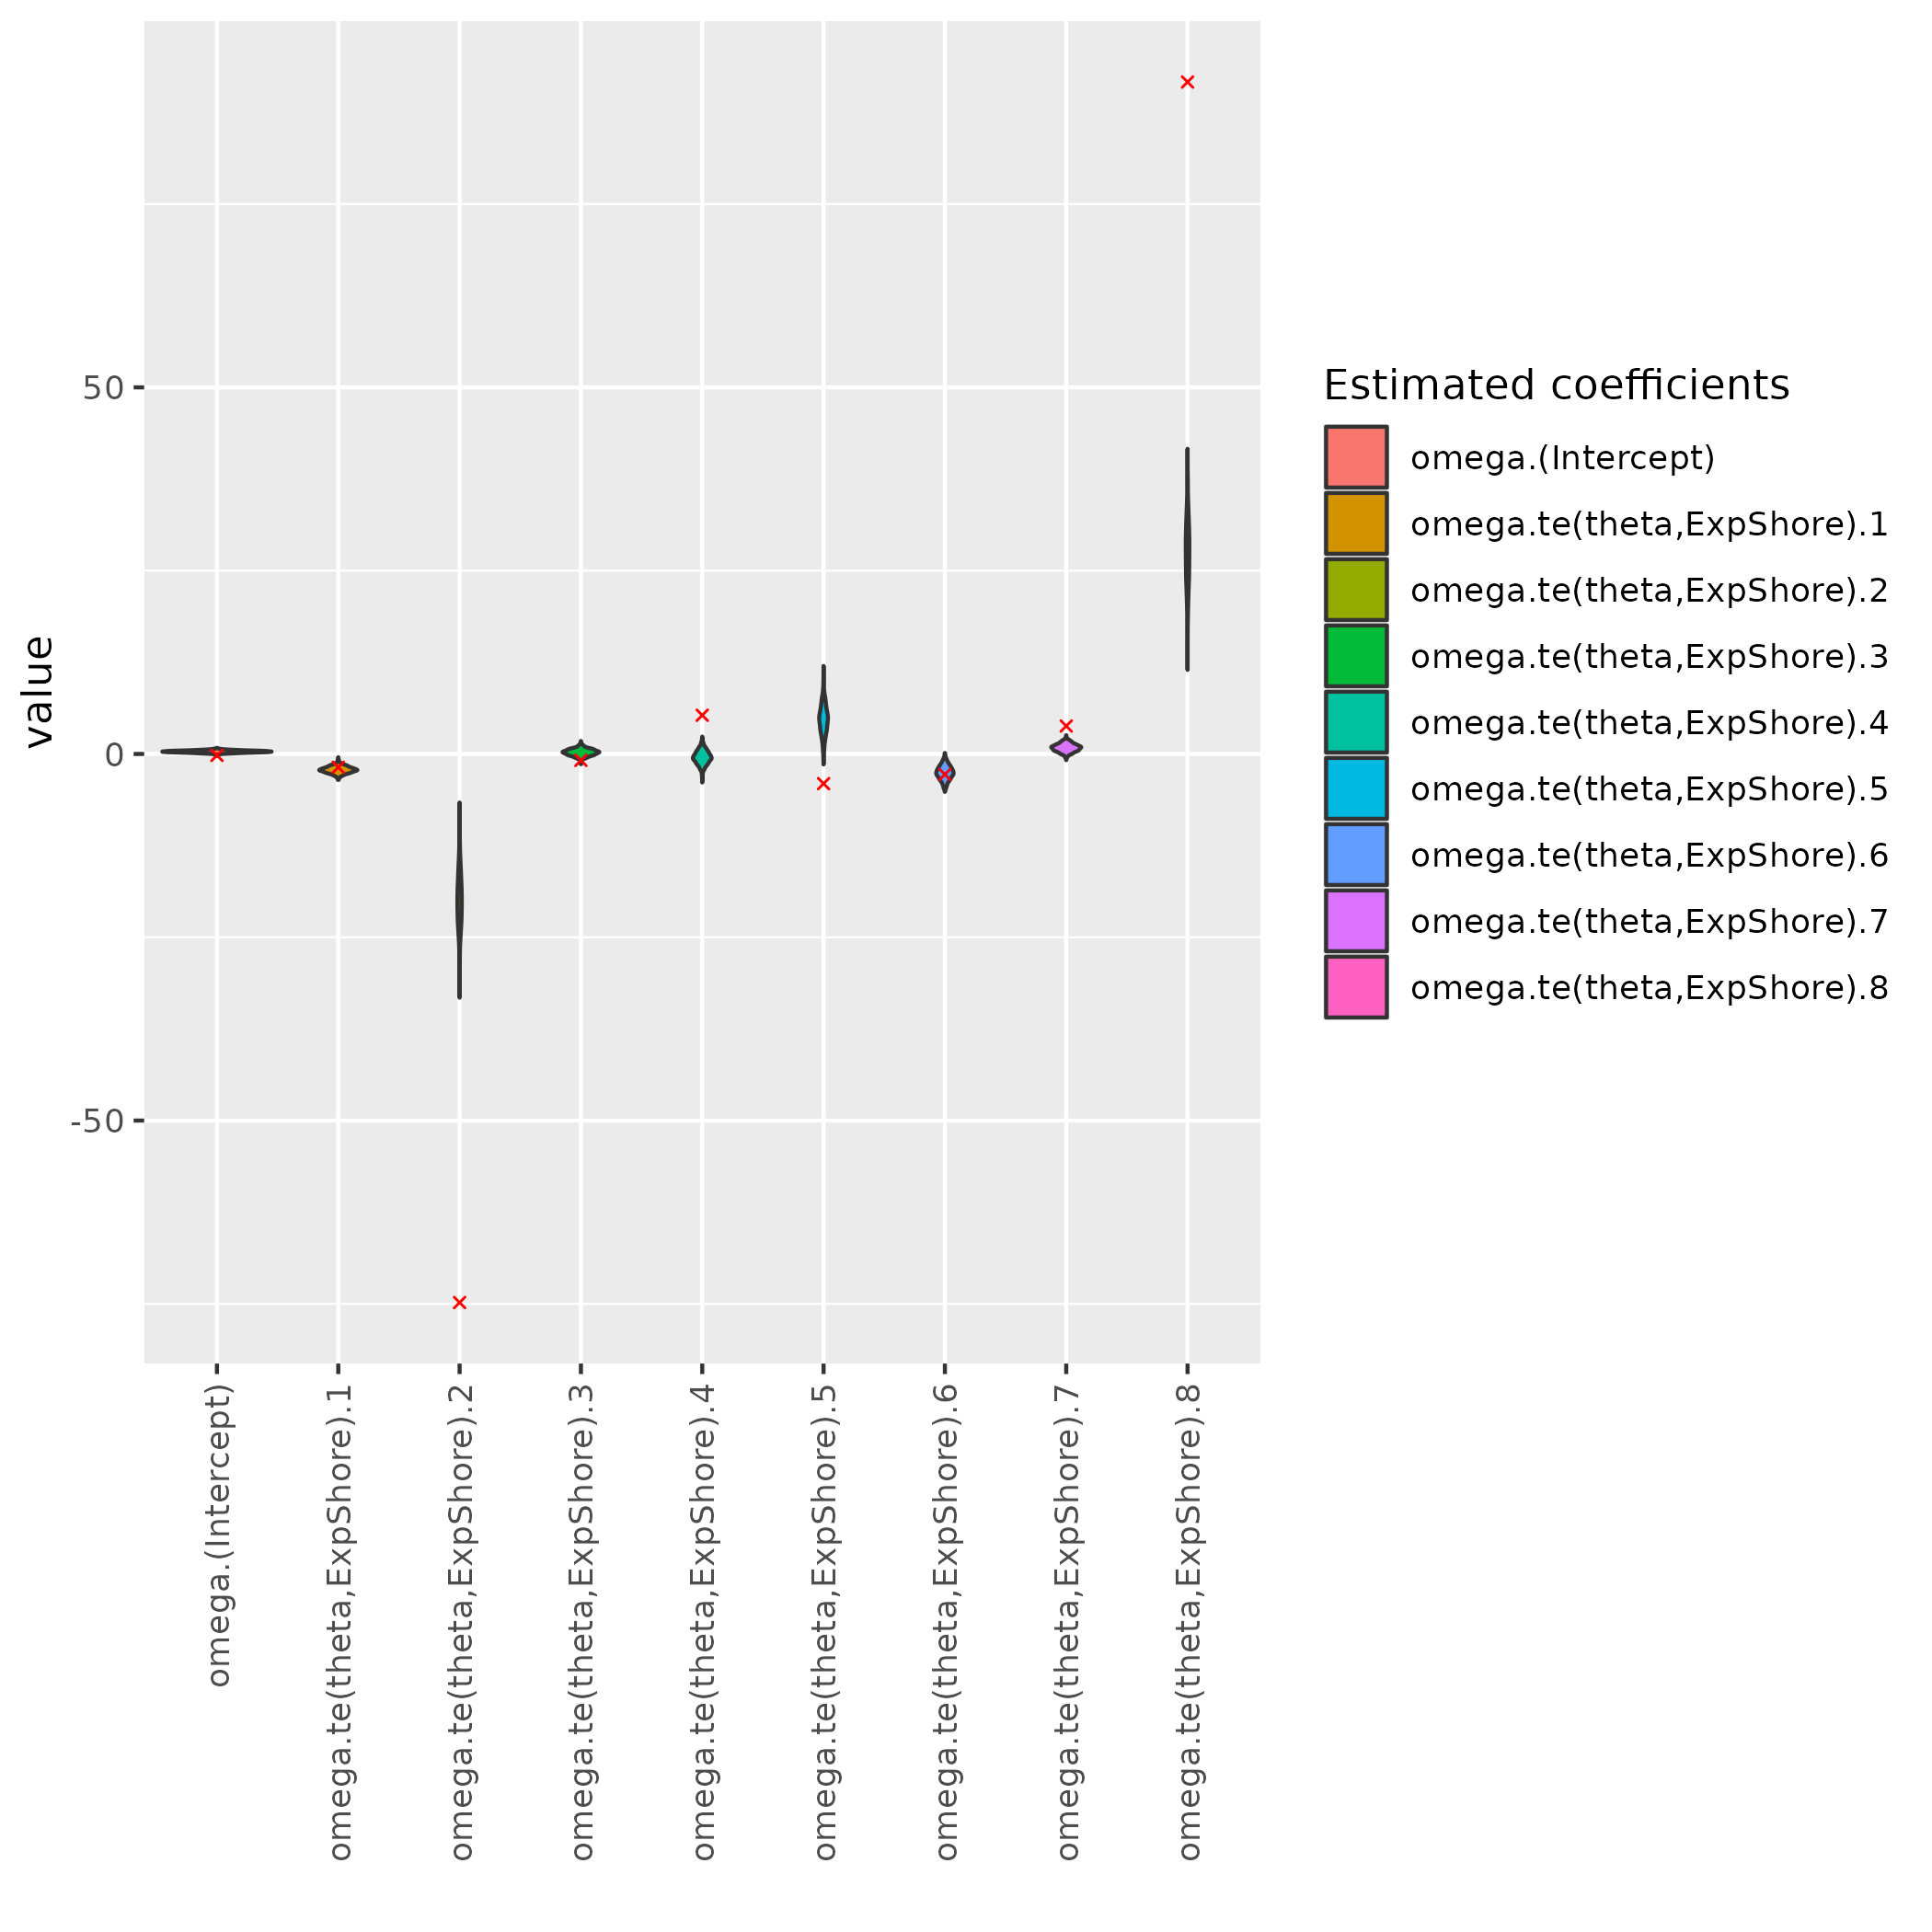 value
50
0
-50
omega.(Intercept)
omega.te(theta,ExpShore).1
omega.te(theta,ExpShore).2
omega.te(theta,ExpShore).3
omega.te(theta,ExpShore).4
omega.te(theta,ExpShore).5
omega.te(theta,ExpShore).6
omega.te(theta,ExpShore).7
omega.te(theta,ExpShore).8
Estimated coefficients
omega.(Intercept)
omega.te(theta,ExpShore).1
omega.te(theta,ExpShore).2
omega.te(theta,ExpShore).3
omega.te(theta,ExpShore).4
omega.te(theta,ExpShore).5
omega.te(theta,ExpShore).6
omega.te(theta,ExpShore).7
omega.te(theta,ExpShore).8